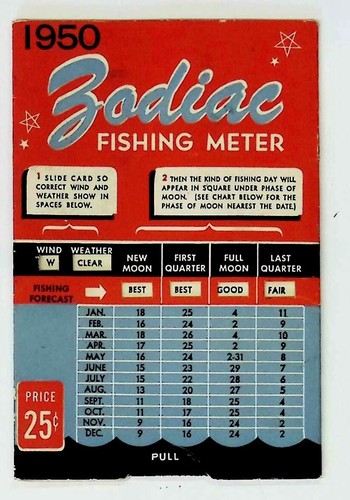 1950
Zodiac
FISHING METER
1 SLIDE CARD SO
CORRECT WIND AND
WEATHER SHOW IN
SPACES BELOW.
2 THEN THE KIND OF FISHING DAY WILL
APPEAR IN SQUARE UNDER PHASE OF
MOON. (SEE CHART BELOW FOR THE
PHASE OF MOON NEAREST THE DATE)
WIND WEATHER NEW MOON FIRST QUARTER FULL MOON LAST QUARTER
W CLEAR
FISHING FORECAST BEST BEST GOOD FAIR
JAN. 18 25 4 11
FEB. 16 24 2 9
MAR. 18 26 4 10
APR. 17 25 2 9
MAY 16 24 2-31 8
JUNE 15 23 29 7
JULY 15 22 28 6
AUG. 13 20 27 5
SEPT. 11 18 25 4
OCT. 11 17 25 4
NOV. 9 16 24 2
DEC. 9 16 24 2
PRICE
25¢
PULL